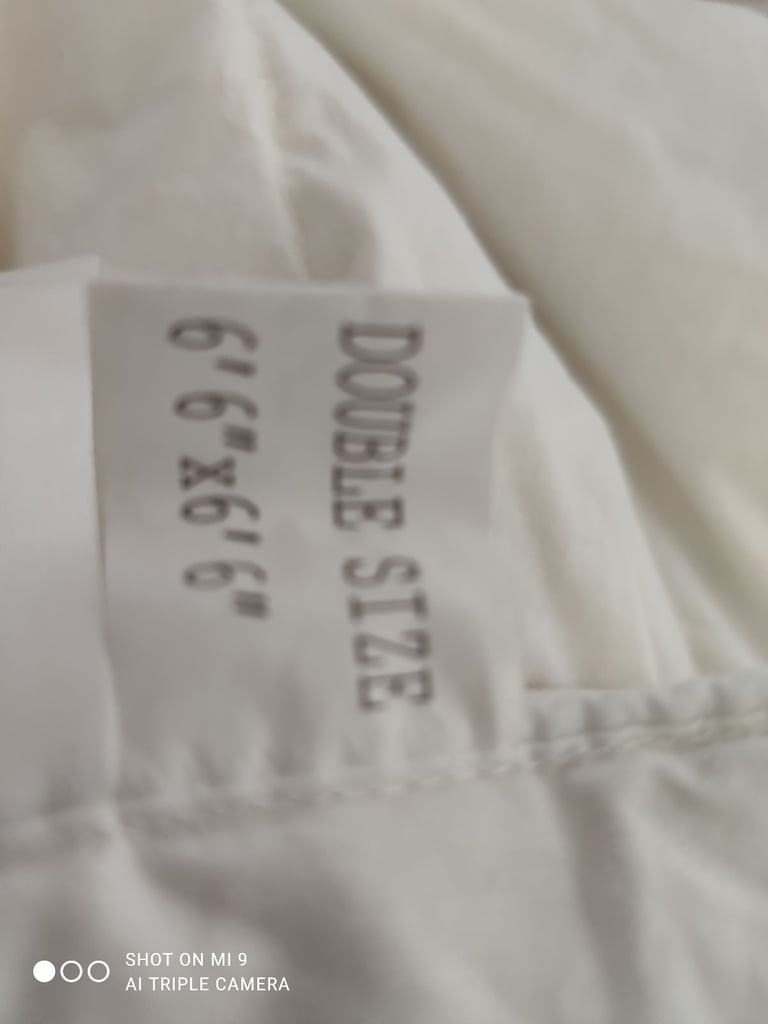 DOUBLE SIZE
6'6"x6'6"
SHOT ON MI 9
AI TRIPLE CAMERA